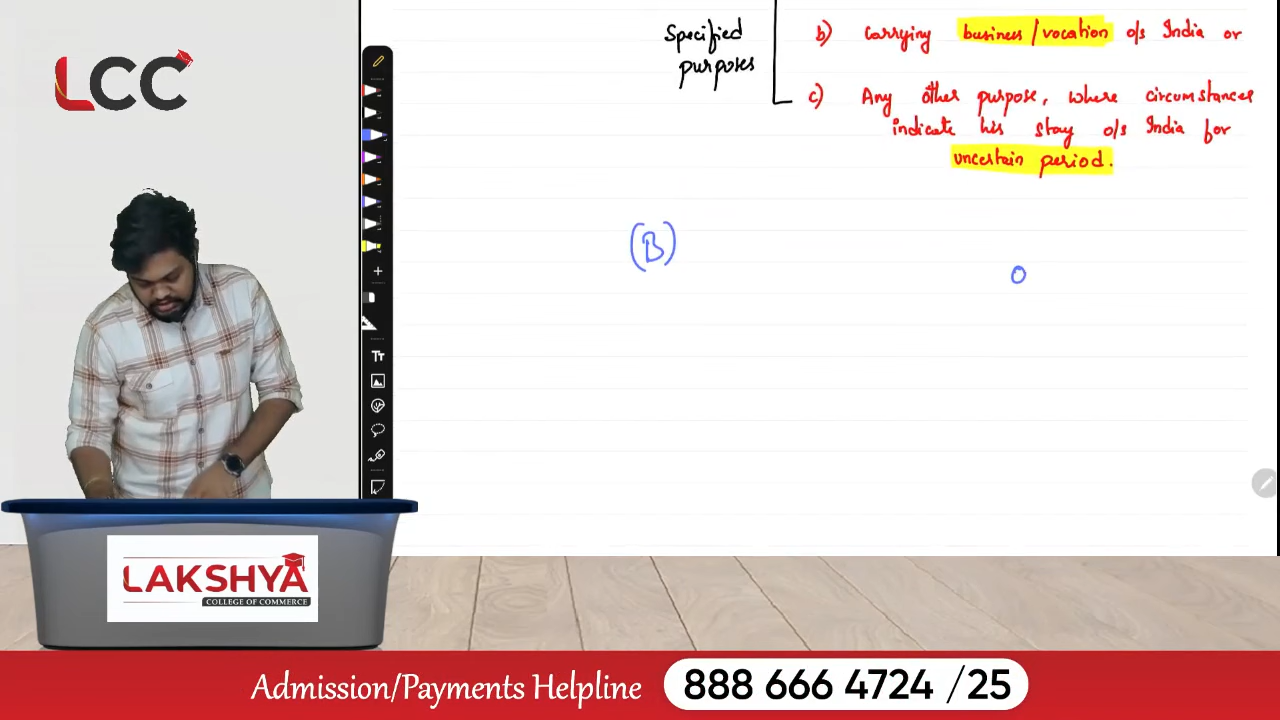 LCC
Specified
purposes
b) Carrying business/vocation o/s India or
c) Any other purpose, where circumstances
indicate his stay o/s India for
uncertain period.
(B)
O
+
TT
LAKSHYA
COLLEGE OF COMMERCE
Admission/Payments Helpline 888 666 4724 /25